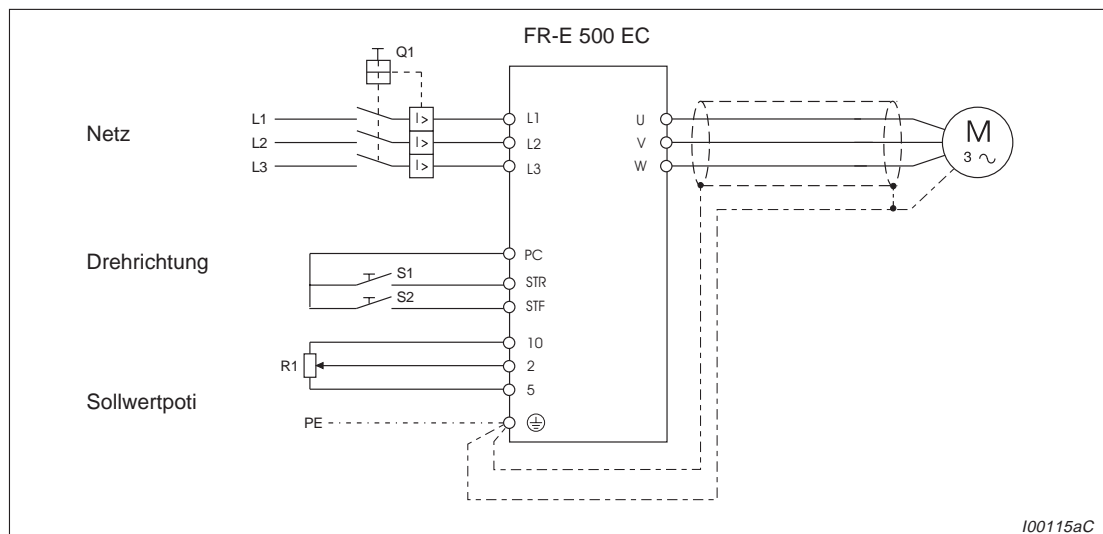 FR-E 500 EC
Q1
L1 I> L1 U
Netz L2 I> L2 V M
L3 I> L3 W 3 ~
PC
Drehrichtung S1 STR
S2 STF
10
R1 2
5
Sollwertpoti
PE
I00115aC